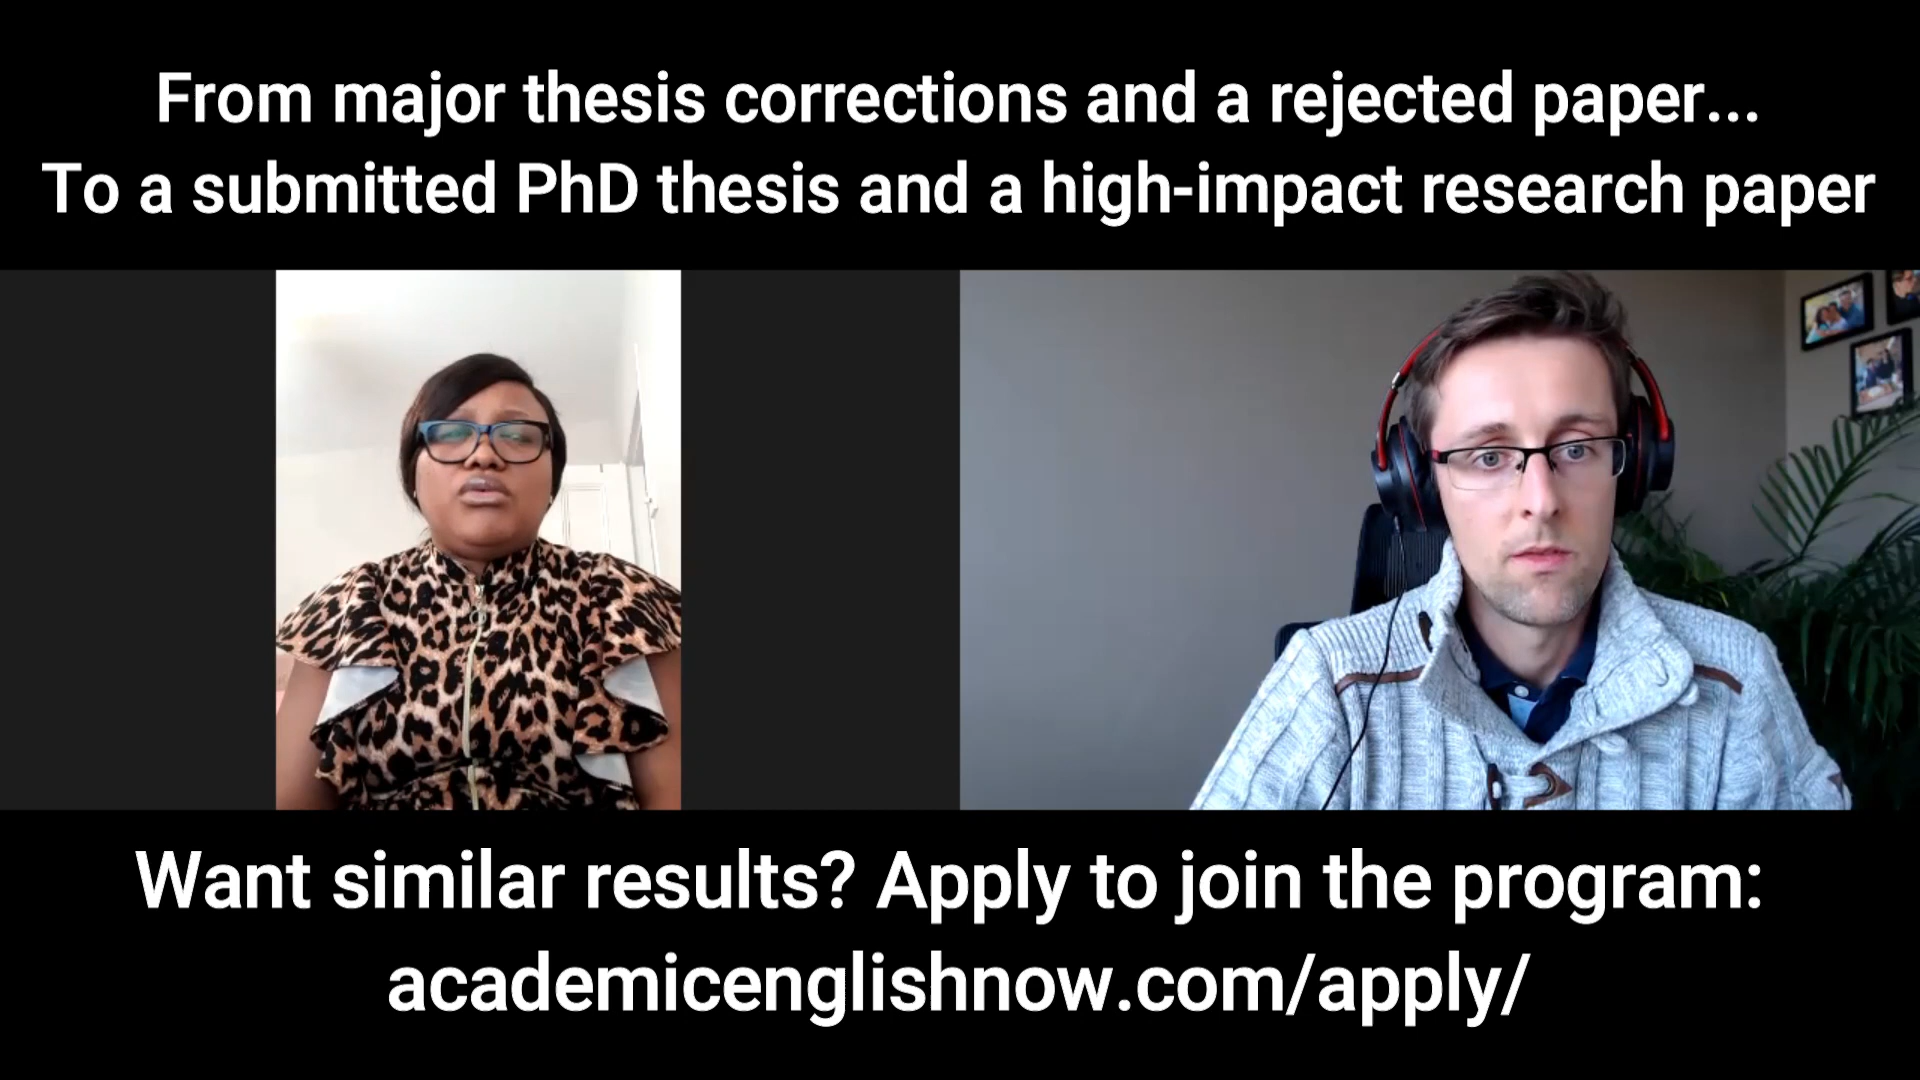 From major thesis corrections and a rejected paper...
To a submitted PhD thesis and a high-impact research paper
Want similar results? Apply to join the program:
academicenglishnow.com/apply/